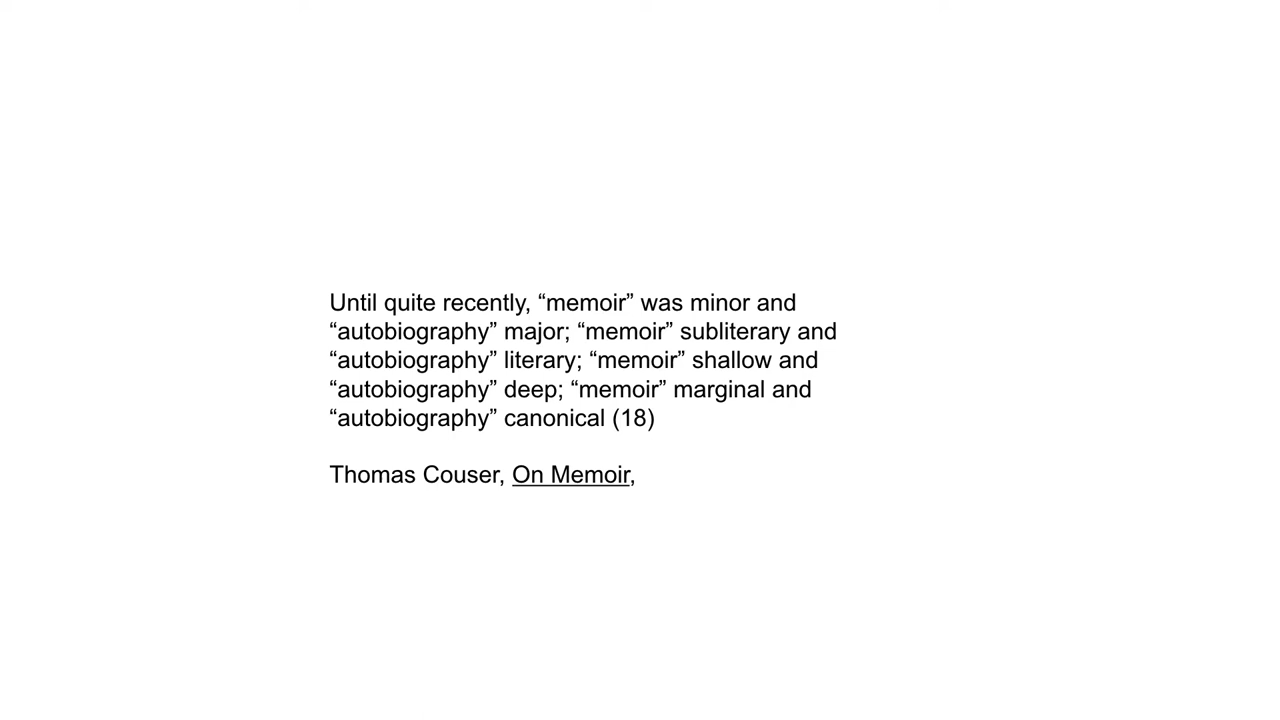 Until quite recently, “memoir” was minor and
“autobiography” major; “memoir” subliterary and
“autobiography” literary; “memoir” shallow and
“autobiography” deep; “memoir” marginal and
“autobiography” canonical (18)
Thomas Couser, On Memoir,